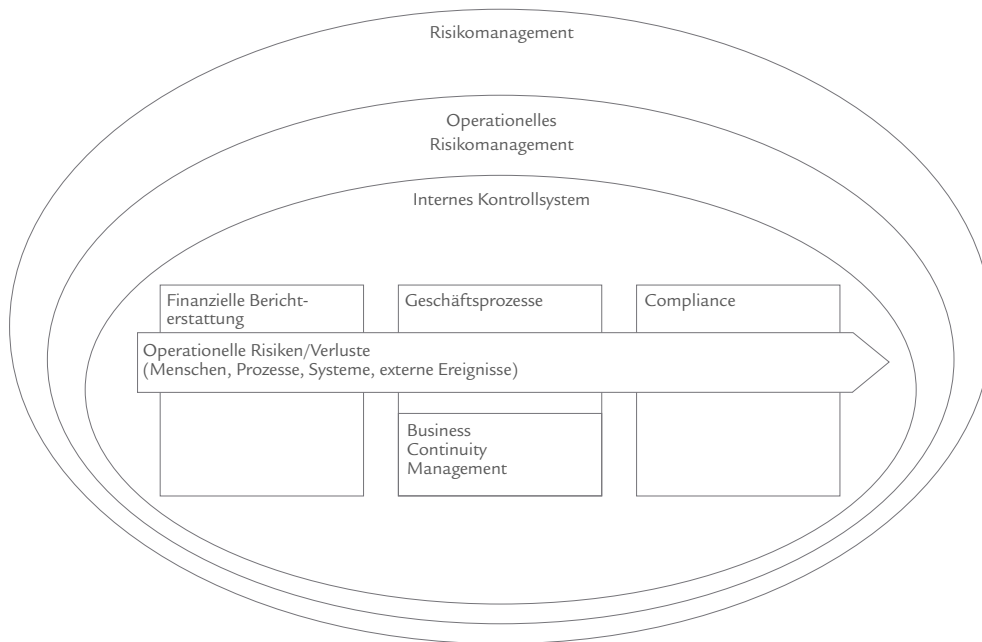 Risikomanagement
Operationelles
Risikomanagement
Internes Kontrollsystem
Finanzielle Bericht-
erstattung
Geschäftsprozesse
Compliance
Operationelle Risiken/Verluste
(Menschen, Prozesse, Systeme, externe Ereignisse)
Business
Continuity
Management